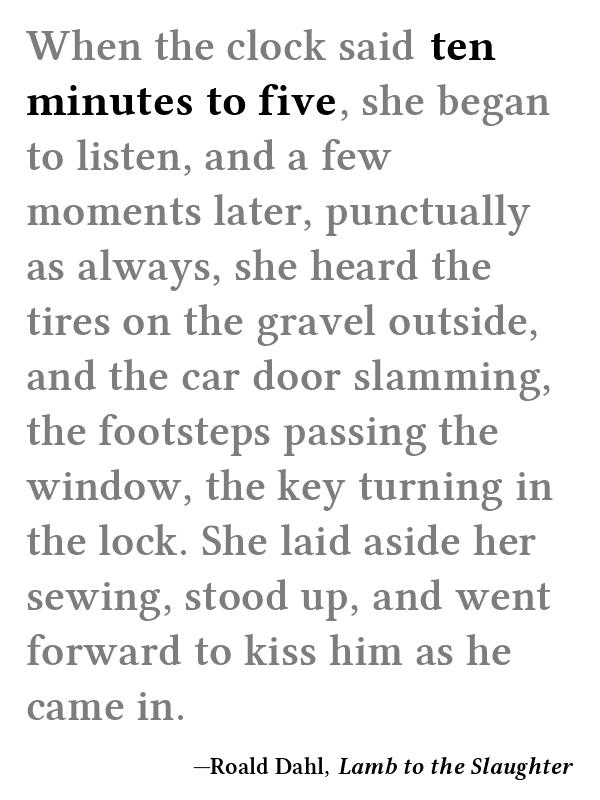 When the clock said ten
minutes to five, she began
to listen, and a few
moments later, punctually
as always, she heard the
tires on the gravel outside,
and the car door slamming,
the footsteps passing the
window, the key turning in
the lock. She laid aside her
sewing, stood up, and went
forward to kiss him as he
came in.
—Roald Dahl, Lamb to the Slaughter